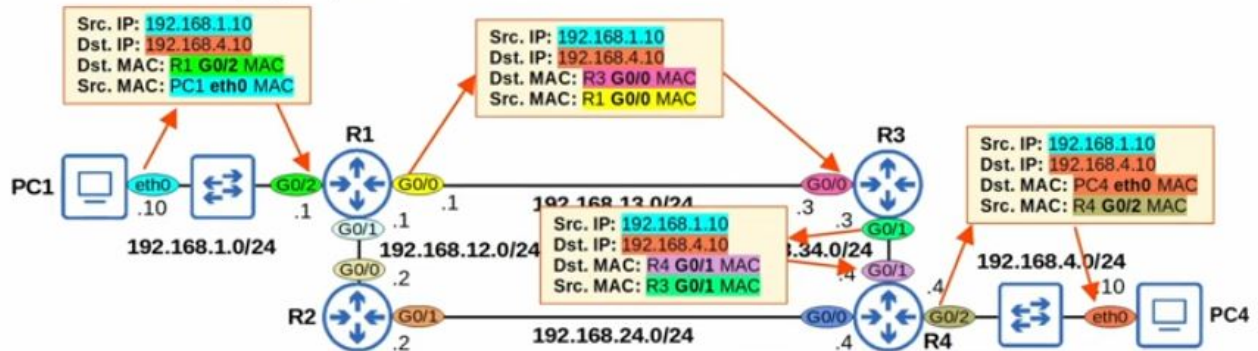 Src. IP: 192.168.1.10
Dst. IP: 192.168.4.10
Dst. MAC: R1 G0/2 MAC
Src. MAC: PC1 eth0 MAC
Src. IP: 192.168.1.10
Dst. IP: 192.168.4.10
Dst. MAC: R3 G0/0 MAC
Src. MAC: R1 G0/0 MAC
Src. IP: 192.168.1.10
Dst. IP: 192.168.4.10
Dst. MAC: PC4 eth0 MAC
Src. MAC: R4 G0/2 MAC
R1
R3
PC1
eth0
.10
G0/2
.1
G0/0
.1
.1
G0/1
G0/0
.3
.3
G0/1
192.168.13.0/24
192.168.1.0/24
192.168.12.0/24
Src. IP: 192.168.1.10
Dst. IP: 192.168.4.10
Dst. MAC: R4 G0/1 MAC
Src. MAC: R3 G0/1 MAC
.34.0/24
G0/0
.2
G0/1
.4
192.168.4.0/24
R2
G0/1
.2
192.168.24.0/24
G0/0
.4
R4
G0/2
.4
.10
eth0
PC4